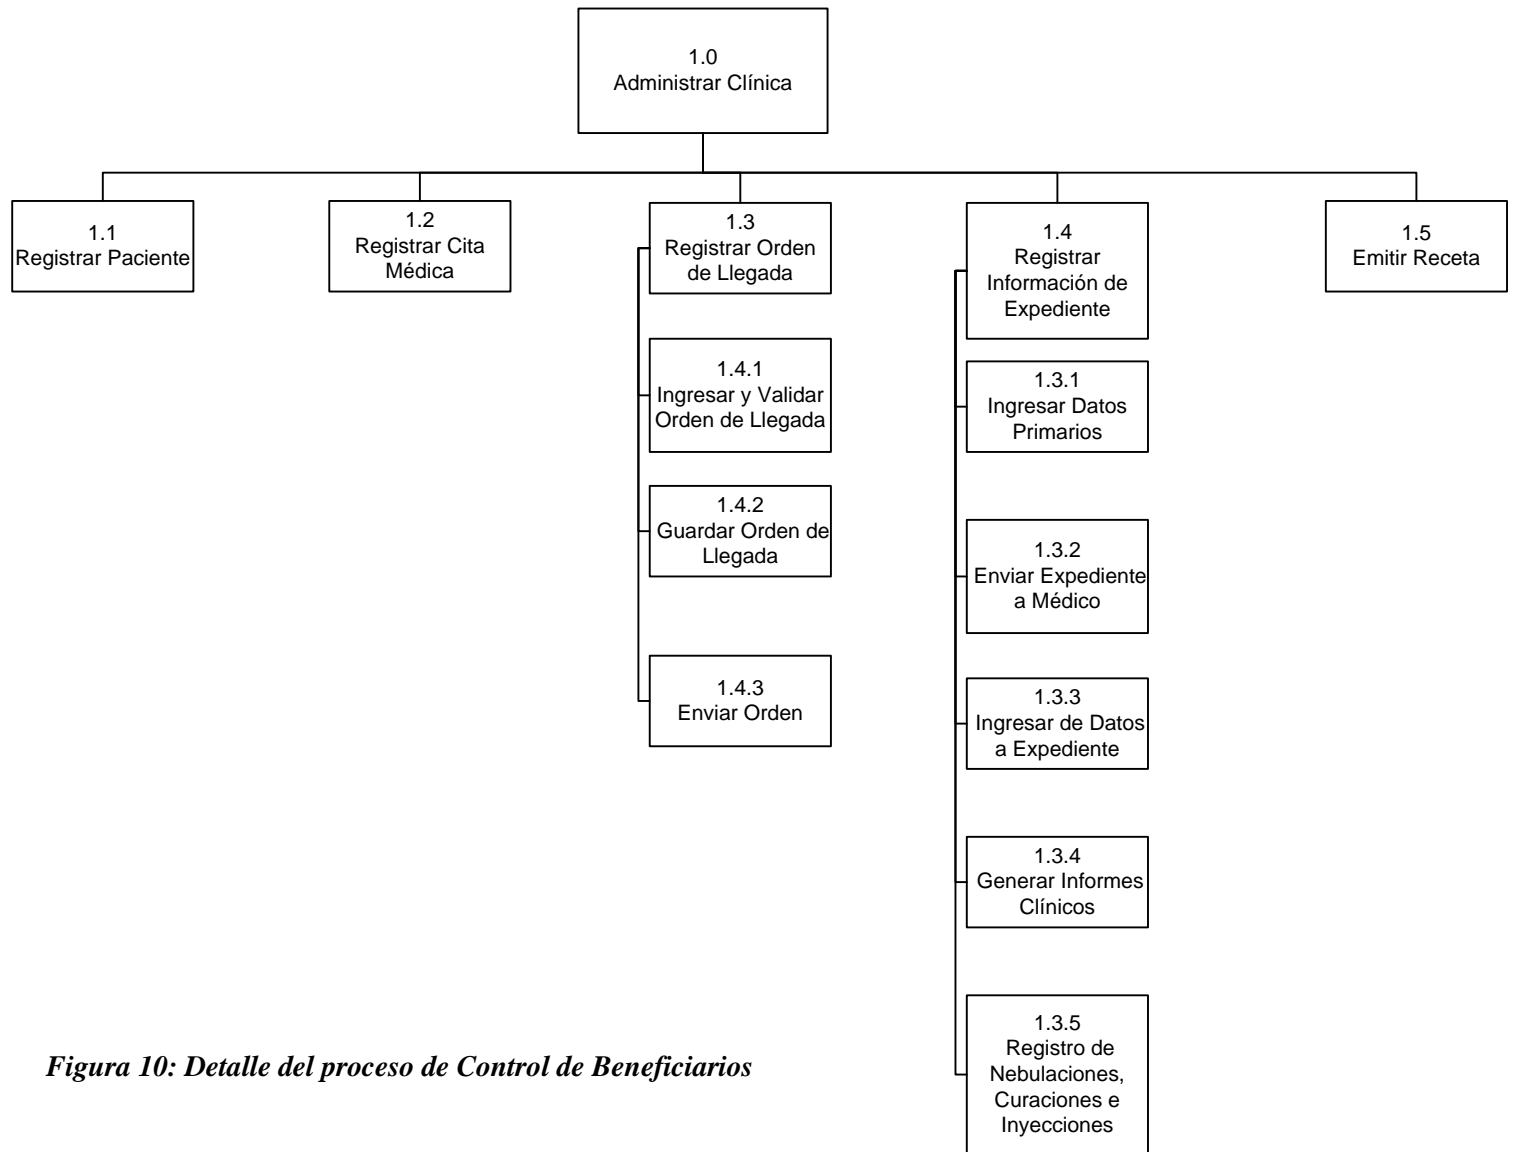 1.0
Administrar Clínica
1.1
Registrar Paciente
1.2
Registrar Cita
Médica
1.3
Registrar Orden
de Llegada
1.4
Registrar
Información de
Expediente
1.5
Emitir Receta
1.4.1
Ingresar y Validar
Orden de Llegada
1.4.2
Guardar Orden de
Llegada
1.4.3
Enviar Orden
1.3.1
Ingresar Datos
Primarios
1.3.2
Enviar Expediente
a Médico
1.3.3
Ingresar de Datos
a Expediente
1.3.4
Generar Informes
Clínicos
1.3.5
Registro de
Nebulaciones,
Curaciones e
Inyecciones
Figura 10: Detalle del proceso de Control de Beneficiarios